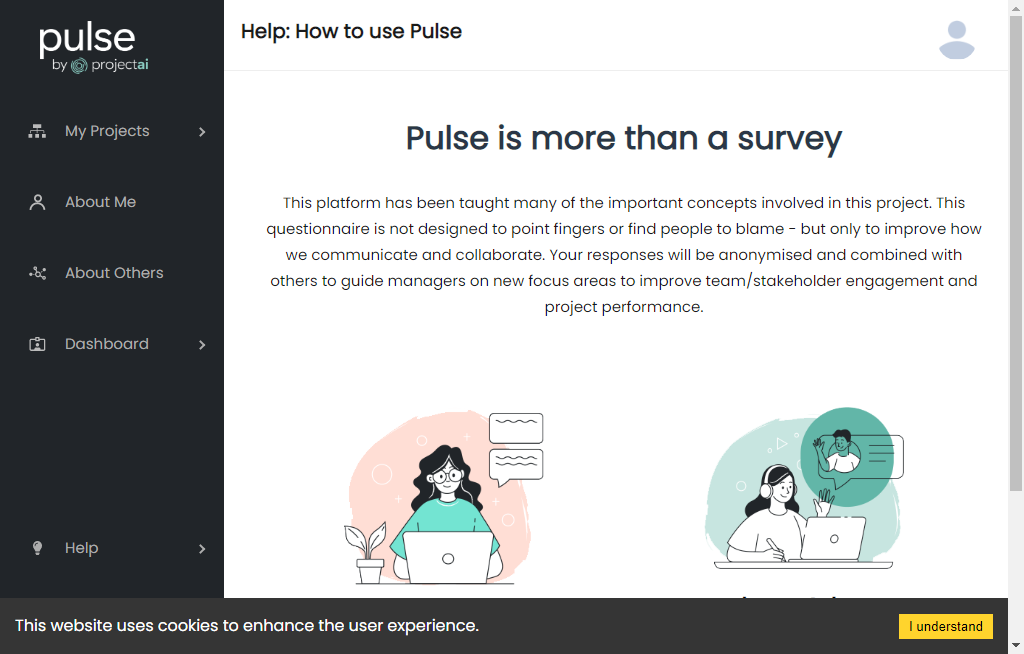 pulse
by projectai
My Projects
About Me
About Others
Dashboard
Help
Help: How to use Pulse
Pulse is more than a survey
This platform has been taught many of the important concepts involved in this project. This
questionnaire is not designed to point fingers or find people to blame - but only to improve how
we communicate and collaborate. Your responses will be anonymised and combined with
others to guide managers on new focus areas to improve team/stakeholder engagement and
project performance.
This website uses cookies to enhance the user experience.
I understand